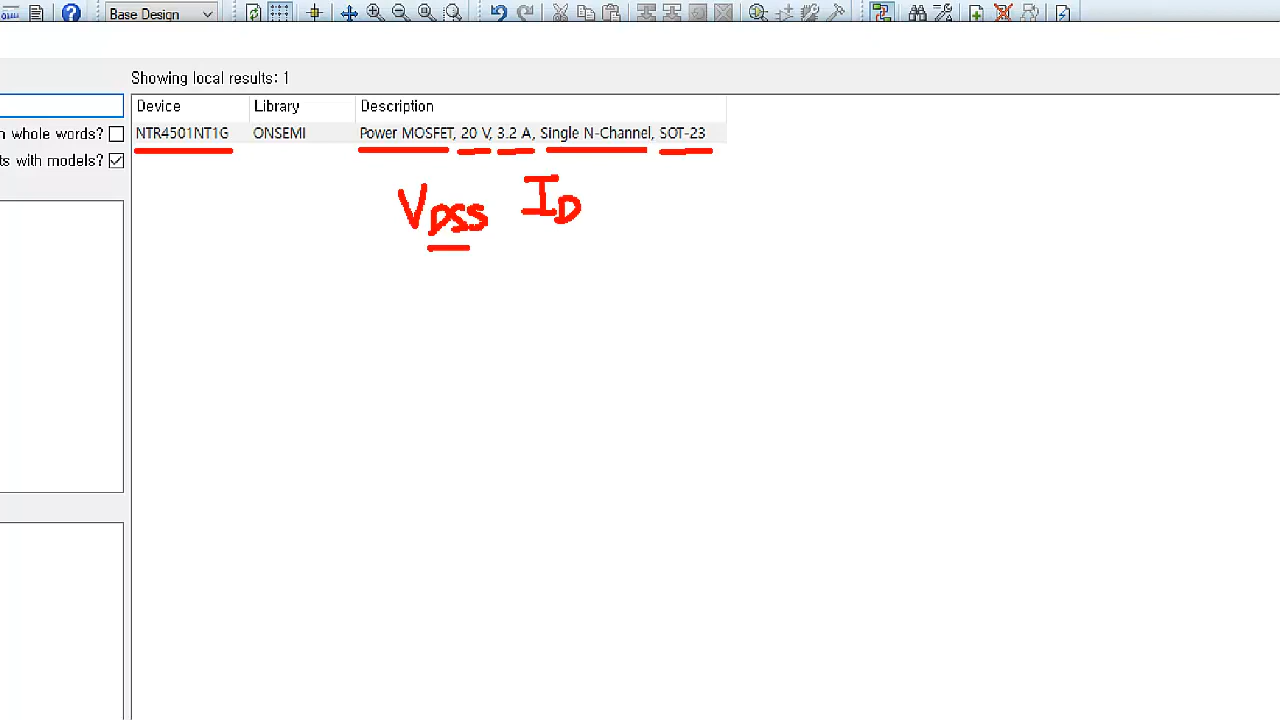 Base Design
Showing local results: 1
Device Library Description
n whole words?
NTR4501NT1G ONSEMI Power MOSFET, 20 V, 3.2 A, Single N-Channel, SOT-23
ts with models?
VDSS ID